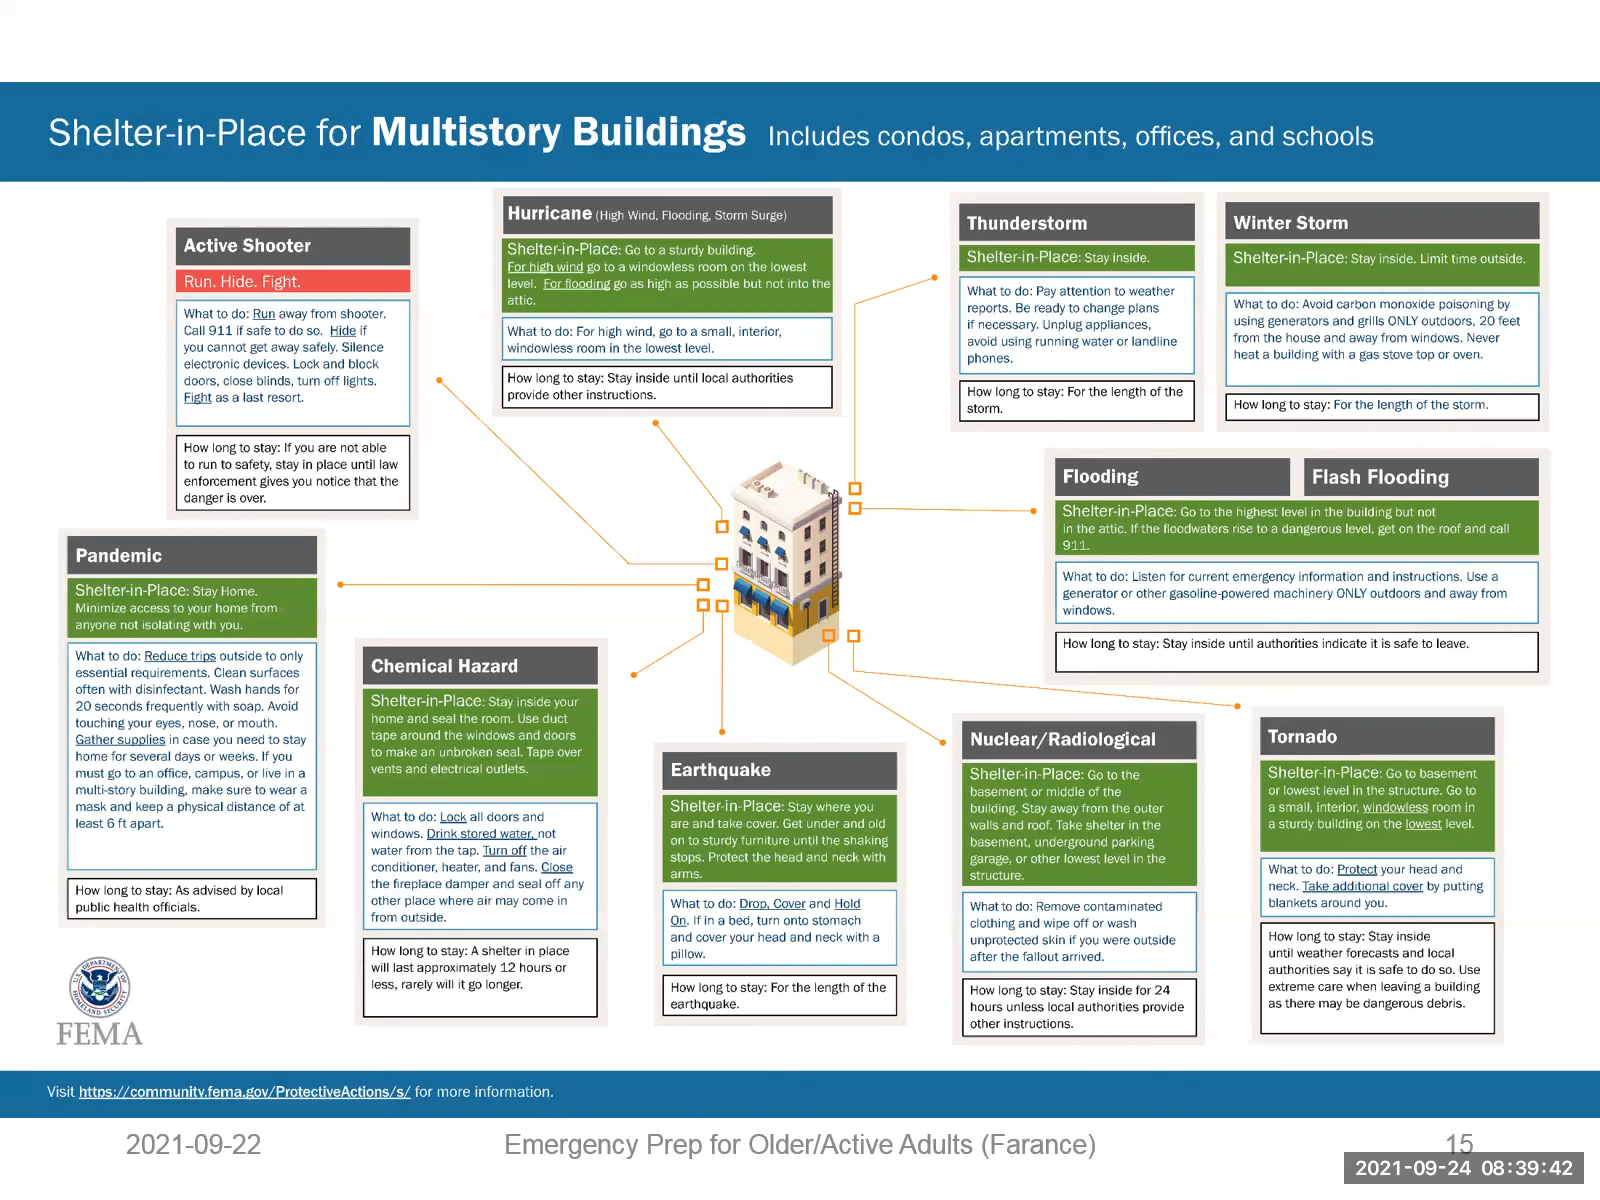 Shelter-in-Place for Multistory Buildings Includes condos, apartments, offices, and schools
Active Shooter
Run. Hide. Fight.
What to do: Run away from shooter.
Call 911 if safe to do so. Hide if
you cannot get away safely. Silence
electronic devices. Lock and block
doors, close blinds, turn off lights.
Fight as a last resort.
How long to stay: If you are not able
to run to safety, stay in place until law
enforcement gives you notice that the
danger is over.
Hurricane (High Wind, Flooding, Storm Surge)
Shelter-in-Place: Go to a sturdy building.
For high wind go to a windowless room on the lowest
level. For flooding go as high as possible but not into the
attic.
What to do: For high wind, go to a small, interior,
windowless room in the lowest level.
How long to stay: Stay inside until local authorities
provide other instructions.
Thunderstorm
Shelter-in-Place: Stay inside.
What to do: Pay attention to weather
reports. Be ready to change plans
if necessary. Unplug appliances,
avoid using running water or landline
phones.
How long to stay: For the length of the
storm.
Winter Storm
Shelter-in-Place: Stay inside. Limit time outside.
What to do: Avoid carbon monoxide poisoning by
using generators and grills ONLY outdoors, 20 feet
from the house and away from windows. Never
heat a building with a gas stove top or oven.
How long to stay: For the length of the storm.
Flooding
Flash Flooding
Shelter-in-Place: Go to the highest level in the building but not
in the attic. If the floodwaters rise to a dangerous level, get on the roof and call
911.
What to do: Listen for current emergency information and instructions. Use a
generator or other gasoline-powered machinery ONLY outdoors and away from
windows.
How long to stay: Stay inside until authorities indicate it is safe to leave.
Pandemic
Shelter-in-Place: Stay Home.
Minimize access to your home from
anyone not isolating with you.
What to do: Reduce trips outside to only
essential requirements. Clean surfaces
often with disinfectant. Wash hands for
20 seconds frequently with soap. Avoid
touching your eyes, nose, or mouth.
Gather supplies in case you need to stay
home for several days or weeks. If you
must go to an office, campus, or live in a
multi-story building, make sure to wear a
mask and keep a physical distance of at
least 6 ft apart.
How long to stay: As advised by local
public health officials.
Chemical Hazard
Shelter-in-Place: Stay inside your
home and seal the room. Use duct
tape around the windows and doors
to make an unbroken seal. Tape over
vents and electrical outlets.
What to do: Lock all doors and
windows. Drink stored water, not
water from the tap. Turn off the air
conditioner, heater, and fans. Close
the fireplace damper and seal off any
other place where air may come in
from outside.
How long to stay: A shelter in place
will last approximately 12 hours or
less, rarely will it go longer.
Earthquake
Shelter-in-Place: Stay where you
are and take cover. Get under and old
on to sturdy furniture until the shaking
stops. Protect the head and neck with
arms.
What to do: Drop, Cover and Hold
On. If in a bed, turn onto stomach
and cover your head and neck with a
pillow.
How long to stay: For the length of the
earthquake.
Nuclear/Radiological
Shelter-in-Place: Go to the
basement or middle of the
building. Stay away from the outer
walls and roof. Take shelter in the
basement, underground parking
garage, or other lowest level in the
structure.
What to do: Remove contaminated
clothing and wipe off or wash
unprotected skin if you were outside
after the fallout arrived.
How long to stay: Stay inside for 24
hours unless local authorities provide
other instructions.
Tornado
Shelter-in-Place: Go to basement
or lowest level in the structure. Go to
a small, interior, windowless room in
a sturdy building on the lowest level.
What to do: Protect your head and
neck. Take additional cover by putting
blankets around you.
How long to stay: Stay inside
until weather forecasts and local
authorities say it is safe to do so. Use
extreme care when leaving a building
as there may be dangerous debris.
FEMA
Visit https://community.fema.gov/ProtectiveActions/s/ for more information.
2021-09-22
Emergency Prep for Older/Active Adults (Farance)
15
2021-09-24 08:39:42